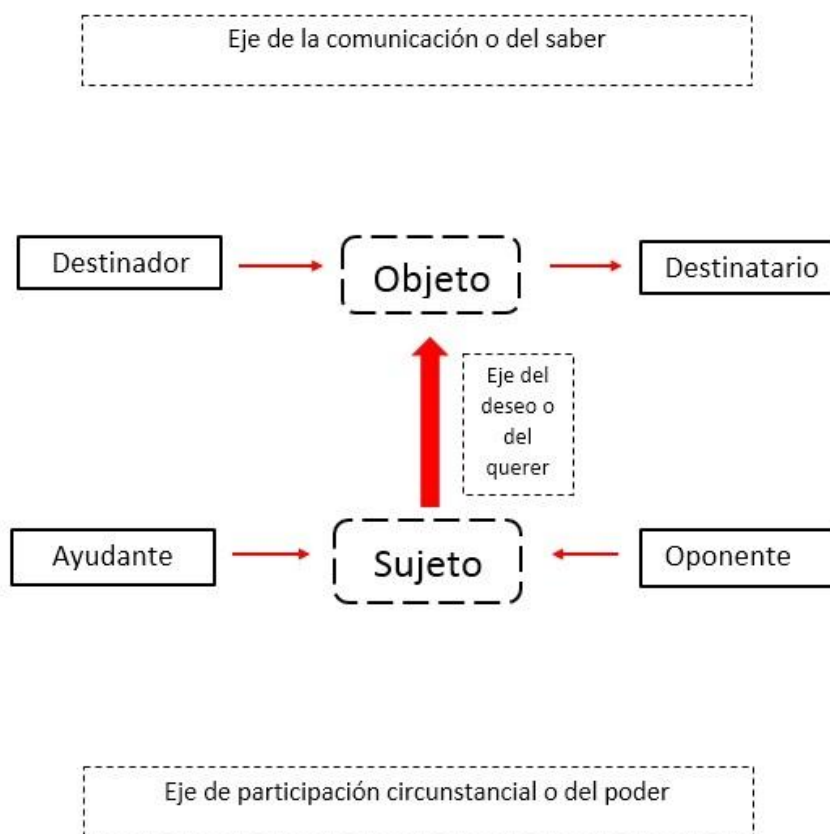 Eje de la comunicación o del saber
Destinador
Objeto
Destinatario
Eje del
deseo o
del
querer
Ayudante
Sujeto
Oponente
Eje de participación circunstancial o del poder